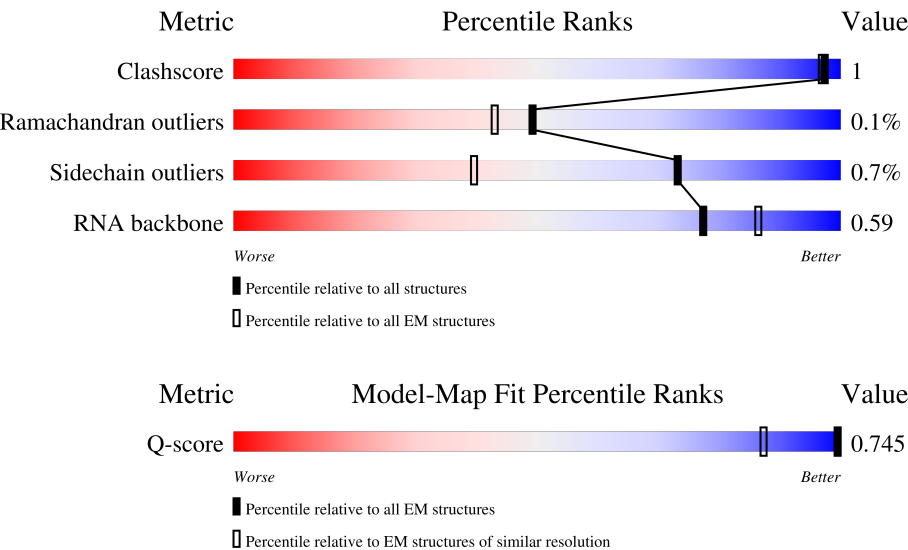 Metric Percentile Ranks Value
Clashscore 1
Ramachandran outliers 0.1%
Sidechain outliers 0.7%
RNA backbone 0.59
Worse Better
Percentile relative to all structures
Percentile relative to all EM structures
Metric Model-Map Fit Percentile Ranks Value
Q-score 0.745
Worse Better
Percentile relative to all EM structures
Percentile relative to EM structures of similar resolution